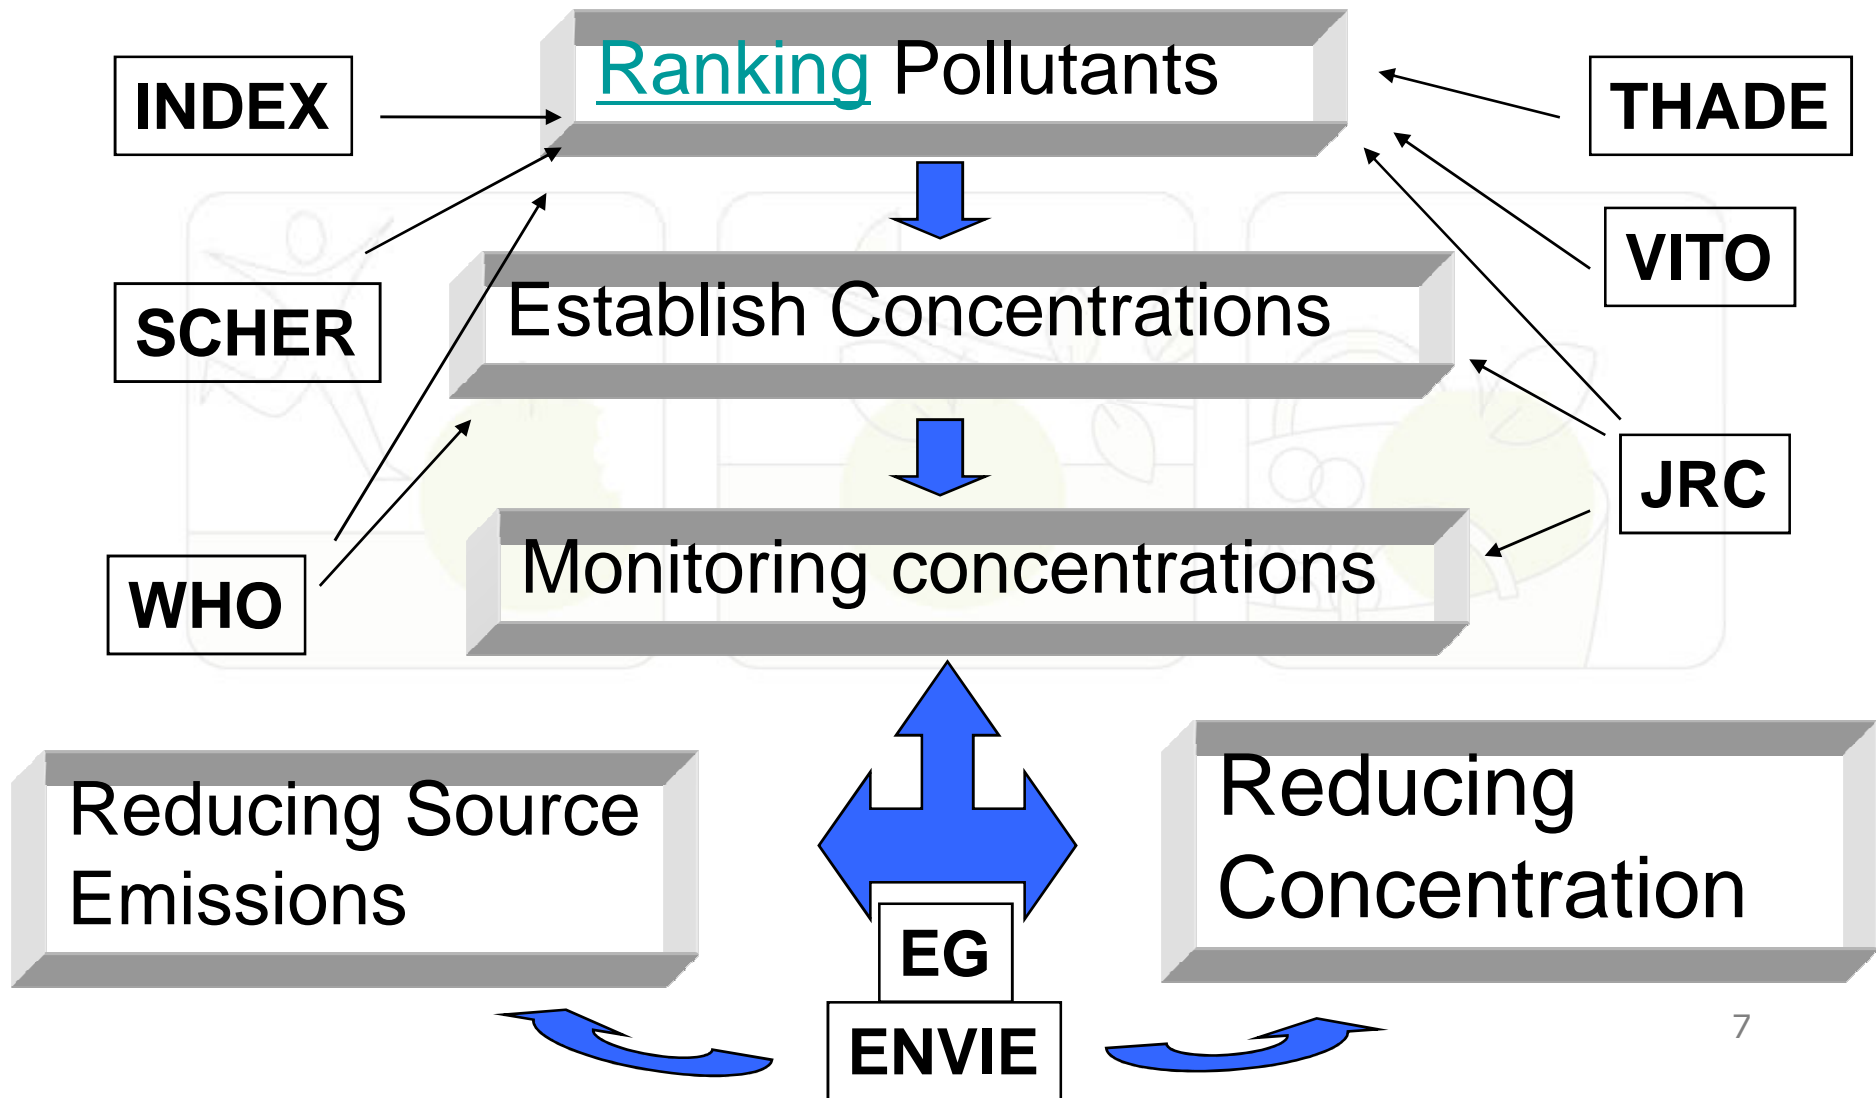 Ranking Pollutants
INDEX
THADE
VITO
Establish Concentrations
SCHER
JRC
Monitoring concentrations
WHO
Reducing Source
Emissions
Reducing
Concentration
EG
ENVIE
7